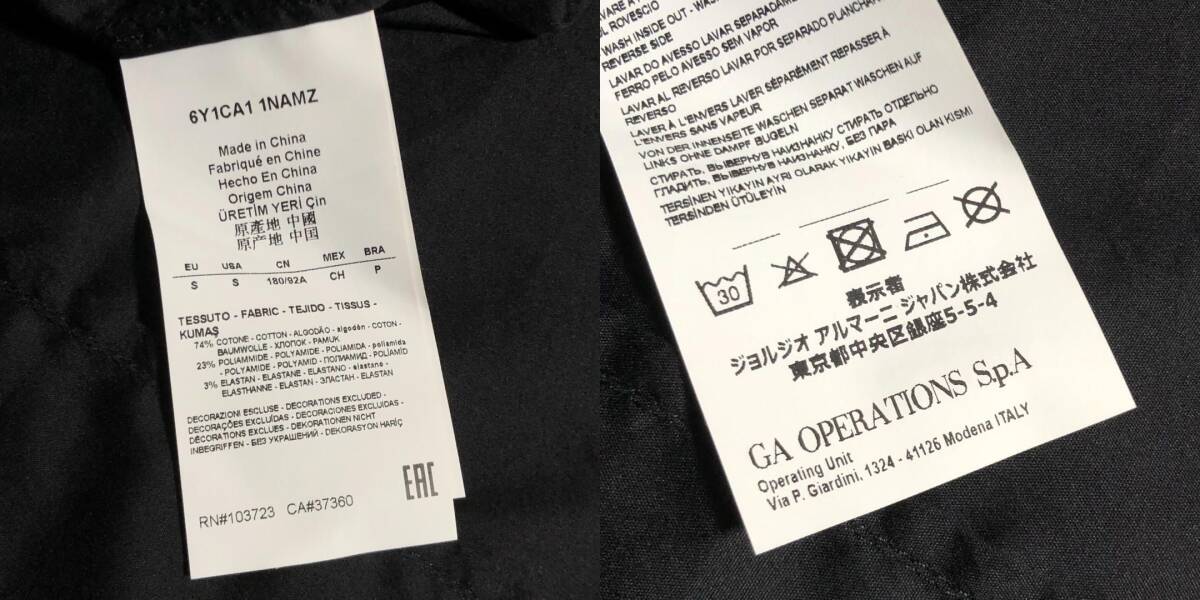 6Y1CA1 1NAMZ
Made in China
Fabriqué en Chine
Hecho En China
Origem China
ÜRETİM YERİ Çin
原產地 中國
原产地 中国
EU USA CN MEX BRA
S S 180/92A CH P
TESSUTO - FABRIC - TEJIDO - TISSUS -
KUMAŞ
74% COTONE - COTTON - ALGODÃO - algodón - COTON -
BAUMWOLLE - ХЛОПОК - PAMUK
23% POLIAMMIDE - POLYAMIDE - POLIAMIDA - poliamida
- POLYAMIDE - POLYAMID - ПОЛИАМИД - POLİAMİD
3% ELASTAN - ELASTANE - ELASTANO - elastano -
ELASTHANNE - ELASTAN - ЭЛАСТАН - ELASTAN
DECORAZIONI ESCLUSE - DECORATIONS EXCLUDED -
DECORAÇÕES EXCLUÍDAS - DECORACIONES EXCLUIDAS -
DÉCORATIONS EXCLUES - DEKORATIONEN NICHT
INBEGRIFFEN - БЕЗ УКРАШЕНИЙ - DEKORASYON HARİÇ
EAC
RN#103723 CA#37360
L ROVESCIO
WASH INSIDE OUT - WASH SEPARATELY
REVERSE SIDE
LAVAR DO AVESSO LAVAR SEPARADAMENTE
FERRO PELO AVESSO SEM VAPOR
LAVAR AL REVERSO LAVAR POR SEPARADO PLANCHAR
REVERSO
LAVER À L'ENVERS LAVER SÉPARÉMENT REPASSER À
L'ENVERS SANS VAPEUR
VON DER INNENSEITE WASCHEN SEPARAT WASCHEN AUF
LINKS OHNE DAMPF BÜGELN
СТИРАТЬ, ВЫВЕРНУВ НАИЗНАНКУ СТИРАТЬ ОТДЕЛЬНО
ГЛАДИТЬ, ВЫВЕРНУВ НАИЗНАНКУ, БЕЗ ПАРА
TERSİNEN YIKAYIN AYRI OLARAK YIKAYIN BASKI OLAN KISMI
TERSİNDEN ÜTÜLEYİN
30
表示者
ジョルジオ アルマーニ ジャパン株式会社
東京都中央区銀座5-5-4
GA OPERATIONS S.p.A
Operating Unit
Via P. Giardini, 1324 - 41126 Modena ITALY